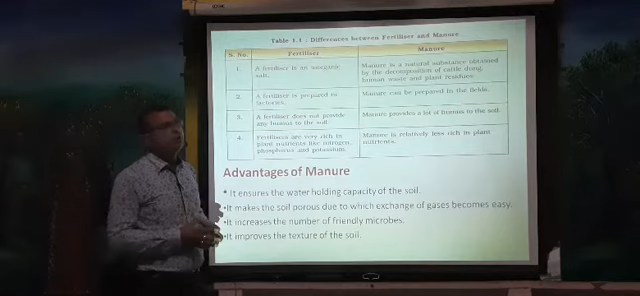 Table 1.1 : Differences between Fertiliser and Manure
S. No.
Fertiliser
Manure
1.
A fertiliser is an inorganic
salt.
Manure is a natural substance obtained
by the decomposition of cattle dung,
human waste and plant residues.
2.
A fertiliser is prepared in
factories.
Manure can be prepared in the fields.
3.
A fertiliser does not provide
any humus to the soil.
Manure provides a lot of humus to the soil.
4.
Fertilisers are very rich in
plant nutrients like nitrogen,
phosphorus and potassium.
Manure is relatively less rich in plant
nutrients.
Advantages of Manure
* It ensures the water holding capacity of the soil.
•It makes the soil porous due to which exchange of gases becomes easy.
•It increases the number of friendly microbes.
•It improves the texture of the soil.